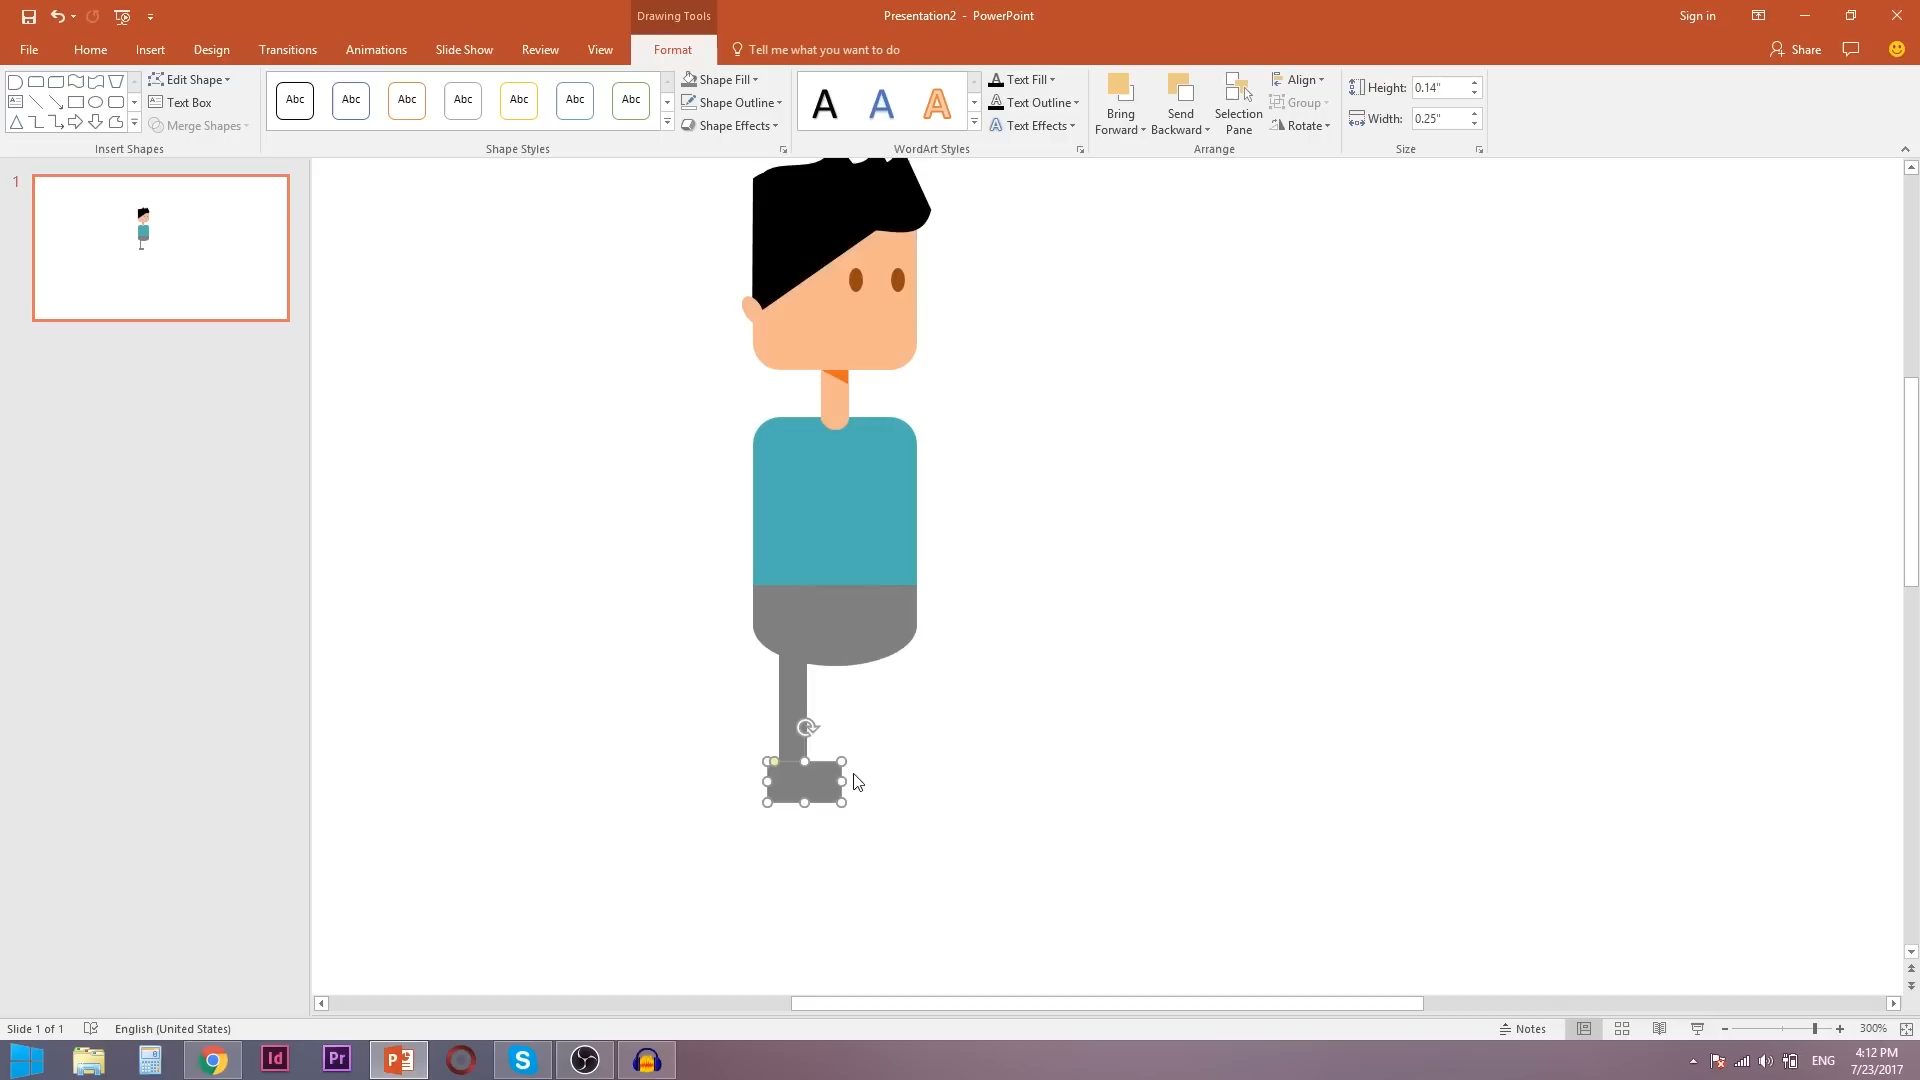 Drawing Tools
Presentation2 - PowerPoint
Sign in
File Home Insert Design Transitions Animations Slide Show Review View Format Tell me what you want to do Share
Edit Shape
Text Box
Merge Shapes
Insert Shapes
Abc Abc Abc Abc Abc Abc Abc
Shape Fill
Shape Outline
Shape Effects
Shape Styles
A A A
Text Fill
Text Outline
Text Effects
WordArt Styles
Bring
Forward
Send
Backward
Selection
Pane
Align
Group
Rotate
Arrange
Height: 0.14"
Width: 0.25"
Size
1
Slide 1 of 1 English (United States) Notes 300%
Id Pr P S
ENG
4:12 PM
7/23/2017